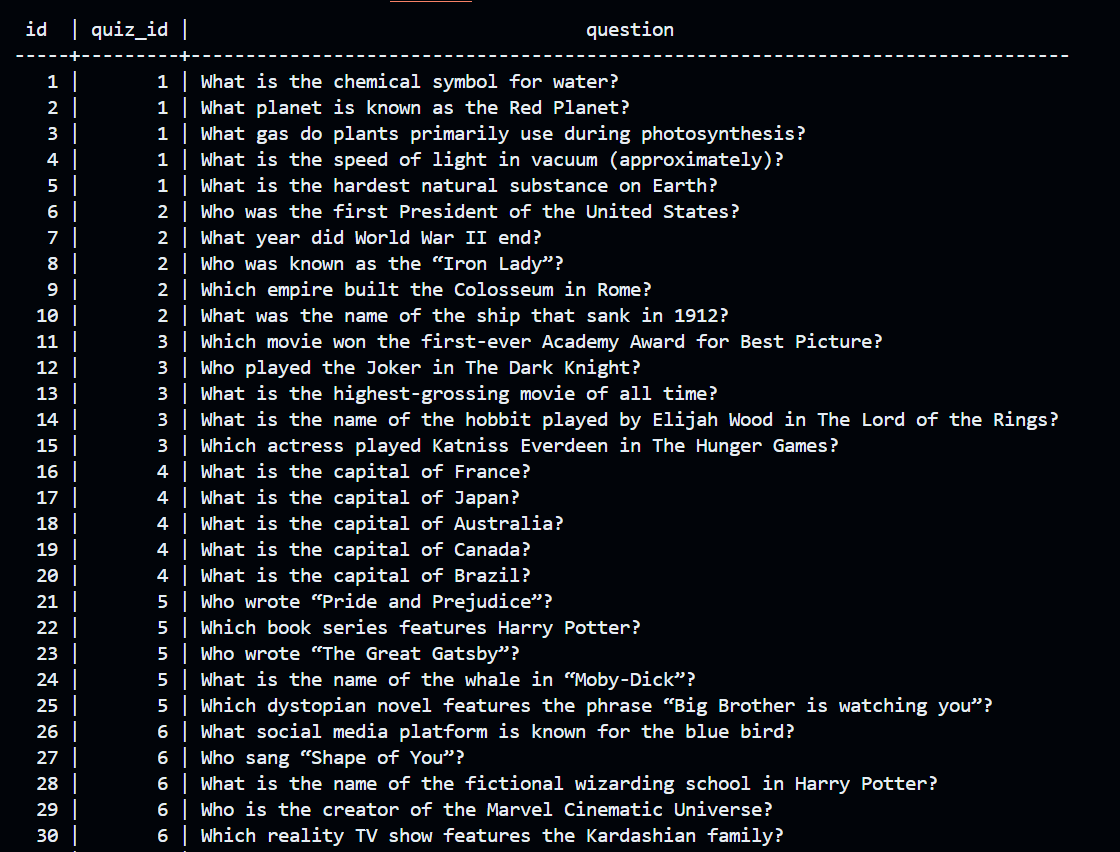 id | quiz_id | question
-----+---------+--------------------------------------------------------------------------------
1 | 1 | What is the chemical symbol for water?
2 | 1 | What planet is known as the Red Planet?
3 | 1 | What gas do plants primarily use during photosynthesis?
4 | 1 | What is the speed of light in vacuum (approximately)?
5 | 1 | What is the hardest natural substance on Earth?
6 | 2 | Who was the first President of the United States?
7 | 2 | What year did World War II end?
8 | 2 | Who was known as the “Iron Lady”?
9 | 2 | Which empire built the Colosseum in Rome?
10 | 2 | What was the name of the ship that sank in 1912?
11 | 3 | Which movie won the first-ever Academy Award for Best Picture?
12 | 3 | Who played the Joker in The Dark Knight?
13 | 3 | What is the highest-grossing movie of all time?
14 | 3 | What is the name of the hobbit played by Elijah Wood in The Lord of the Rings?
15 | 3 | Which actress played Katniss Everdeen in The Hunger Games?
16 | 4 | What is the capital of France?
17 | 4 | What is the capital of Japan?
18 | 4 | What is the capital of Australia?
19 | 4 | What is the capital of Canada?
20 | 4 | What is the capital of Brazil?
21 | 5 | Who wrote “Pride and Prejudice”?
22 | 5 | Which book series features Harry Potter?
23 | 5 | Who wrote “The Great Gatsby”?
24 | 5 | What is the name of the whale in “Moby-Dick”?
25 | 5 | Which dystopian novel features the phrase “Big Brother is watching you”?
26 | 6 | What social media platform is known for the blue bird?
27 | 6 | Who sang “Shape of You”?
28 | 6 | What is the name of the fictional wizarding school in Harry Potter?
29 | 6 | Who is the creator of the Marvel Cinematic Universe?
30 | 6 | Which reality TV show features the Kardashian family?